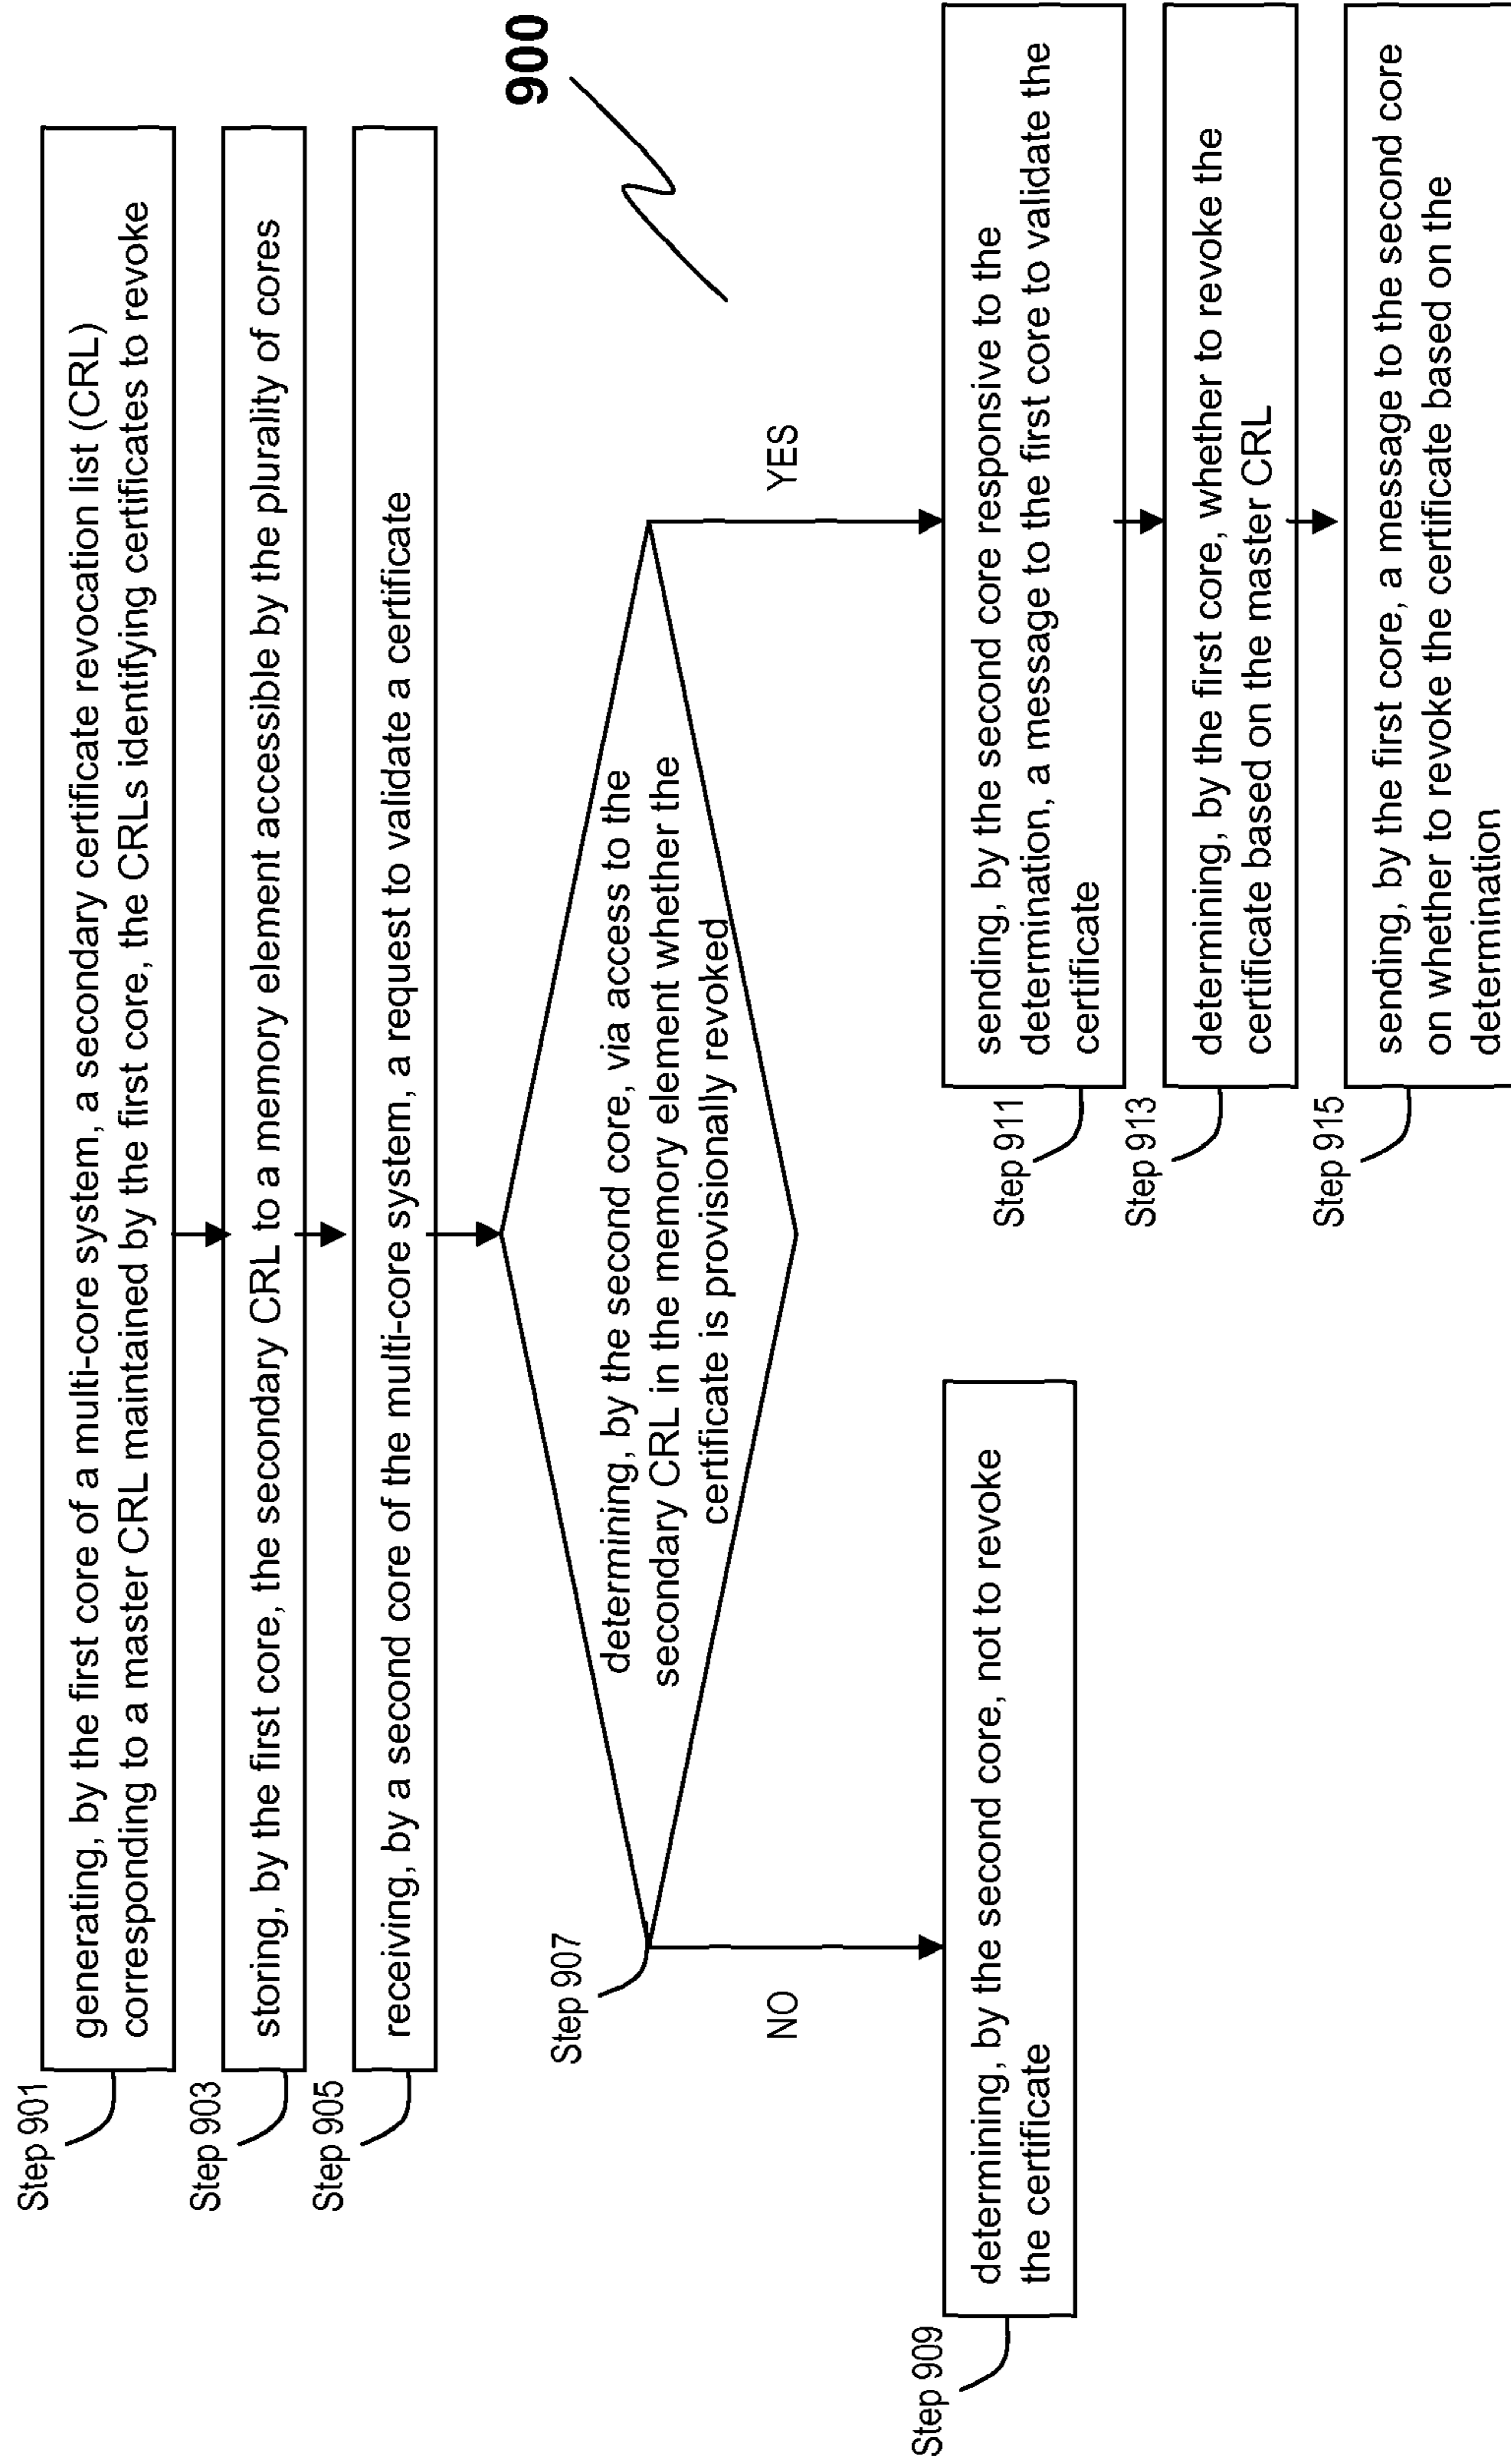 Step 901
generating, by the first core of a multi-core system, a secondary certificate revocation list (CRL)
corresponding to a master CRL maintained by the first core, the CRLs identifying certificates to revoke
Step 903
storing, by the first core, the secondary CRL to a memory element accessible by the plurality of cores
Step 905
receiving, by a second core of the multi-core system, a request to validate a certificate
900
Step 907
determining, by the second core, via access to the
secondary CRL in the memory element whether the
certificate is provisionally revoked
NO
YES
Step 909
determining, by the second core, not to revoke
the certificate
Step 911
sending, by the second core responsive to the
determination, a message to the first core to validate the
certificate
Step 913
determining, by the first core, whether to revoke the
certificate based on the master CRL
Step 915
sending, by the first core, a message to the second core
on whether to revoke the certificate based on the
determination